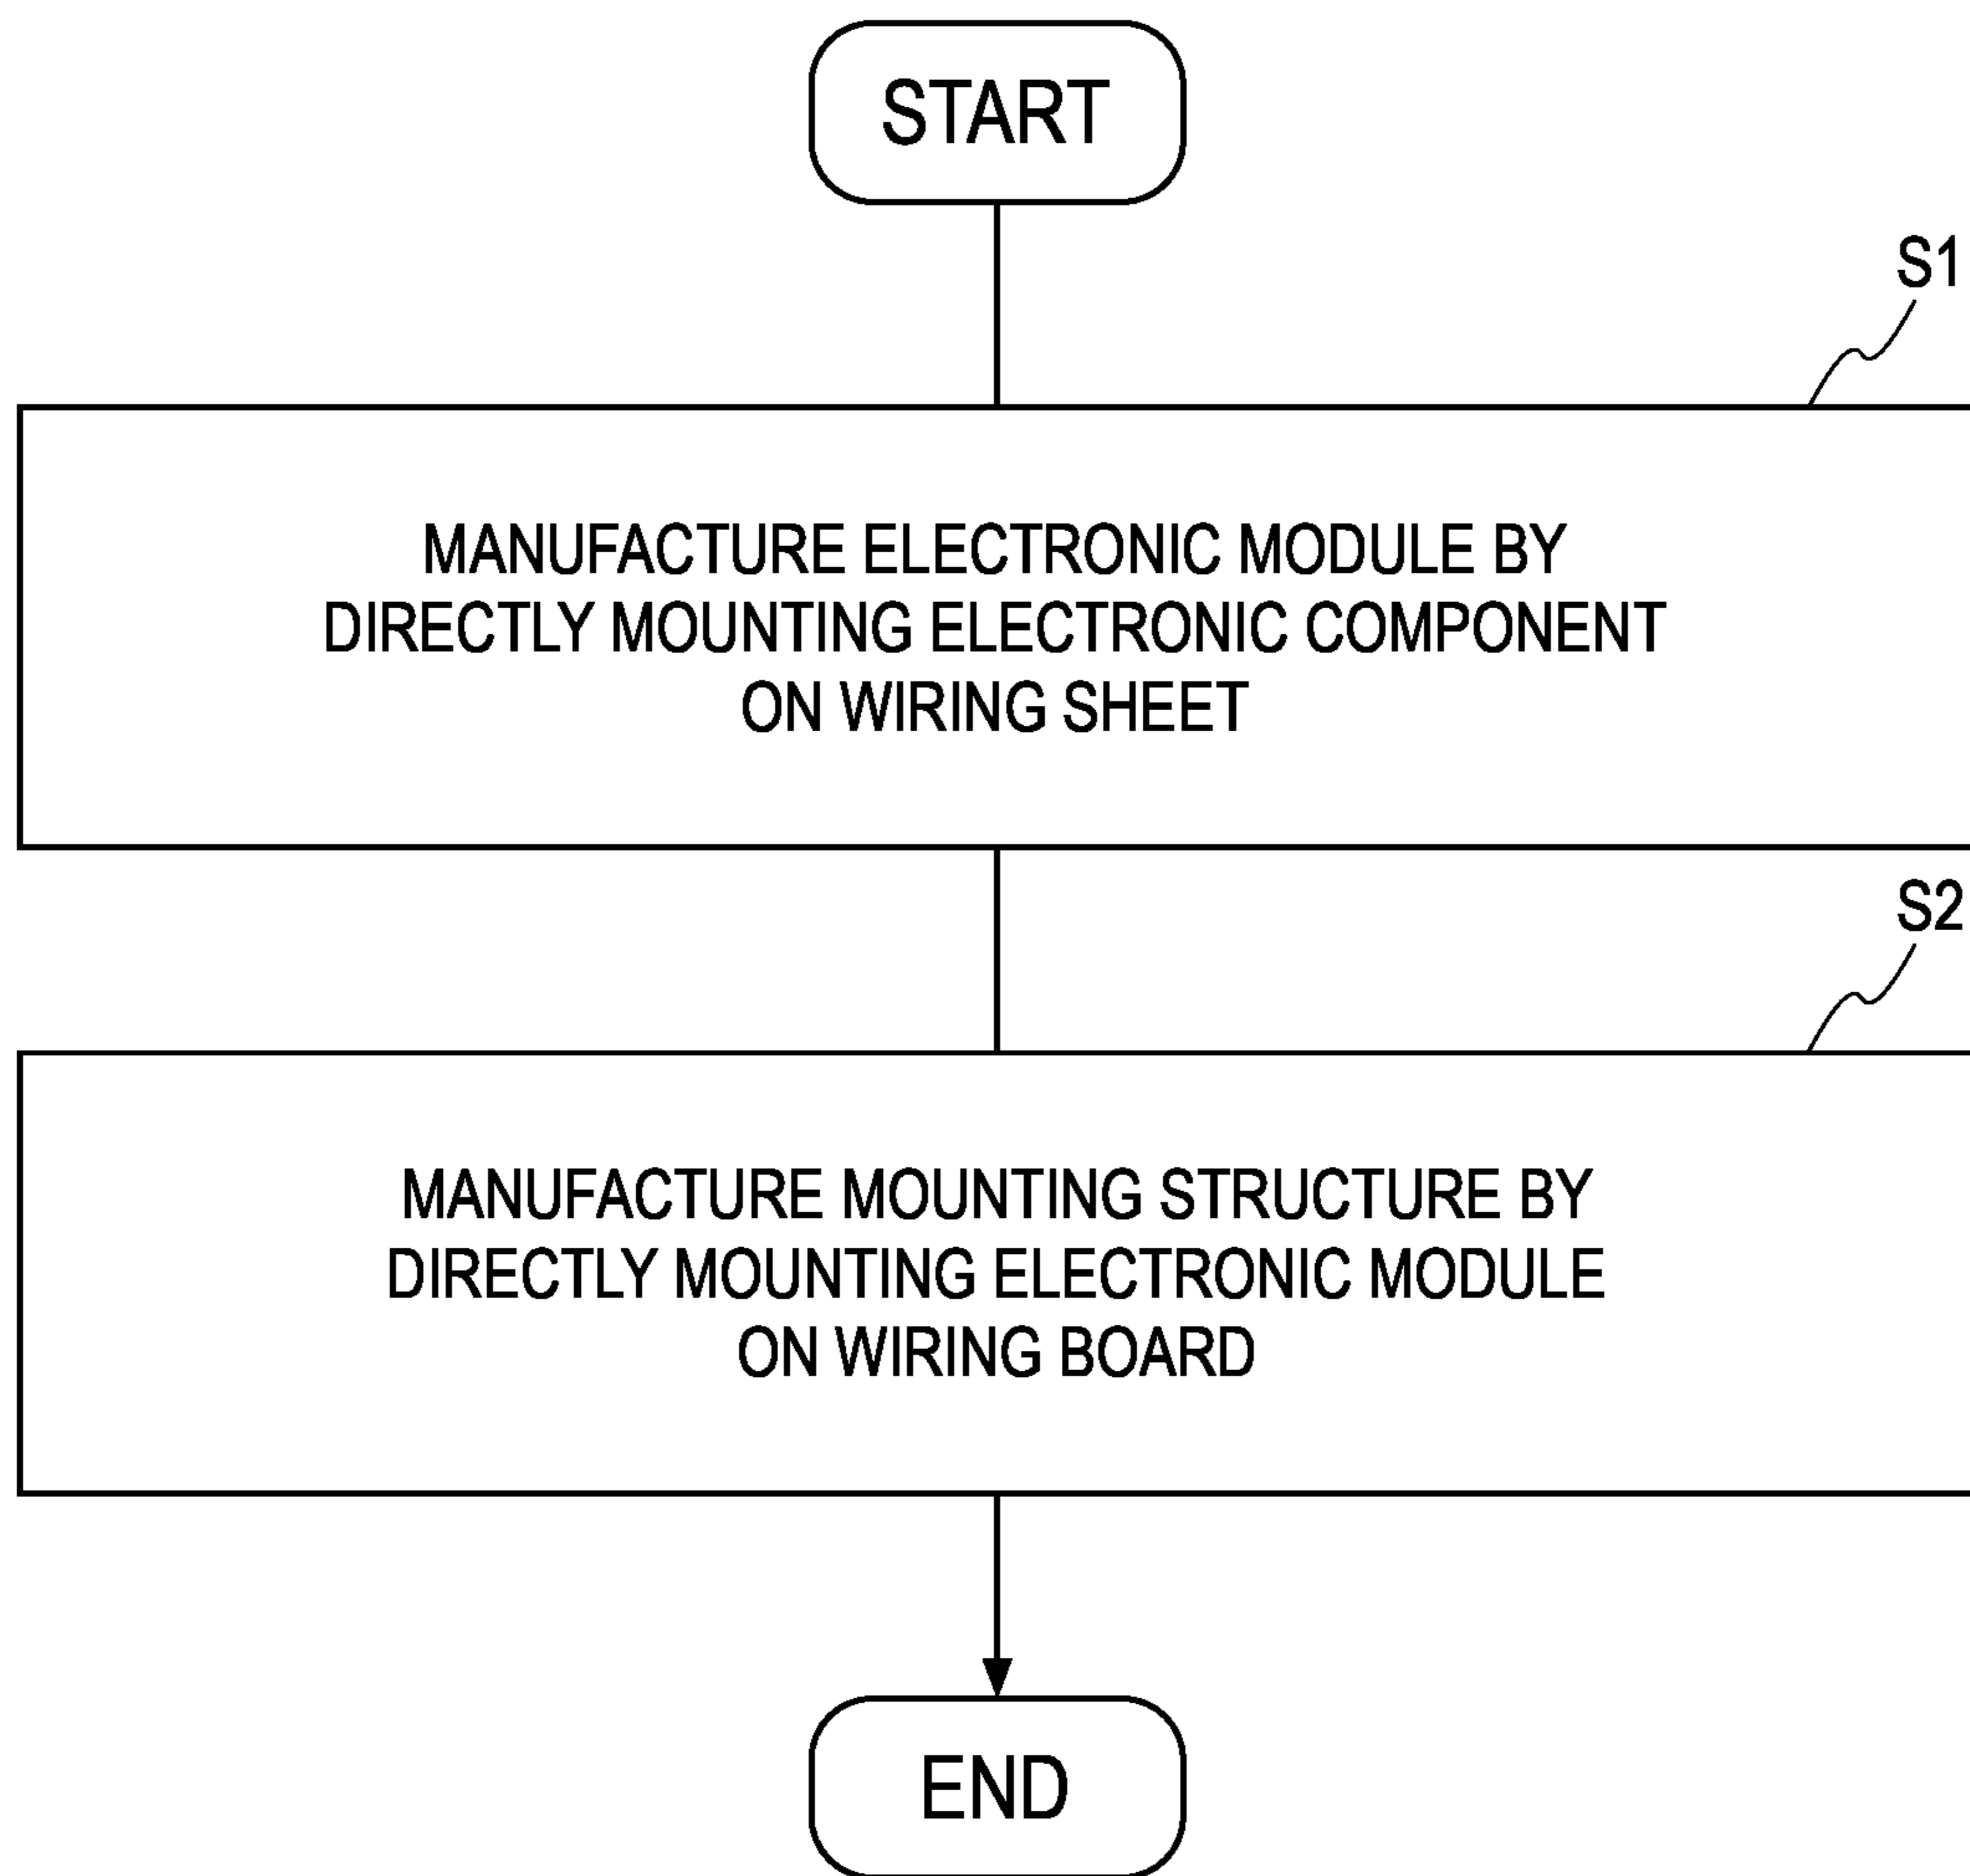 START
S1
MANUFACTURE ELECTRONIC MODULE BY
DIRECTLY MOUNTING ELECTRONIC COMPONENT
ON WIRING SHEET
S2
MANUFACTURE MOUNTING STRUCTURE BY
DIRECTLY MOUNTING ELECTRONIC MODULE
ON WIRING BOARD
END